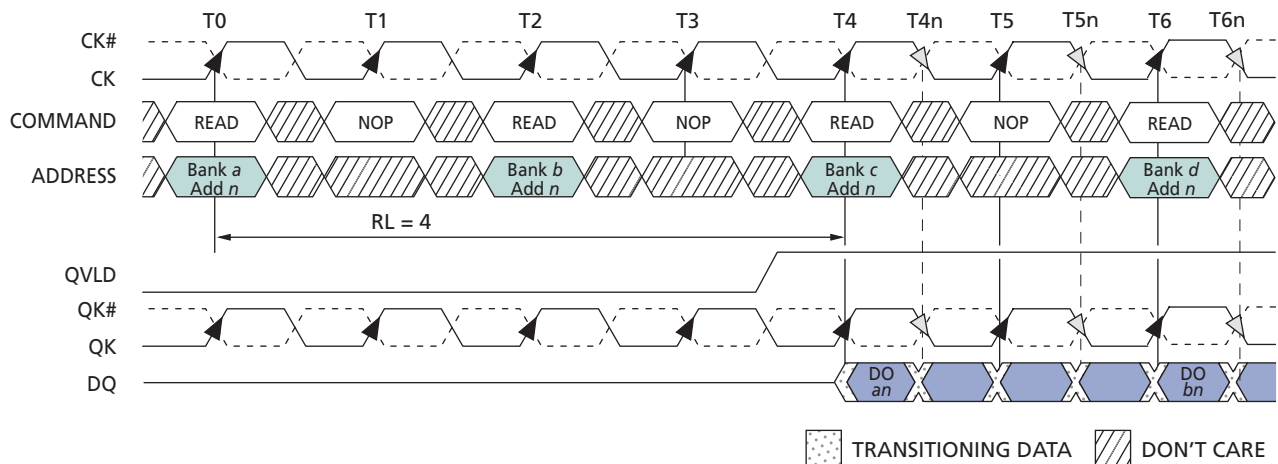 T0 T1 T2 T3 T4 T4n T5 T5n T6 T6n
CK#
CK
COMMAND READ NOP READ NOP READ NOP READ
ADDRESS Bank a Add n Bank b Add n Bank c Add n Bank d Add n
RL = 4
QVLD
QK#
QK
DQ DO an DO bn
TRANSITIONING DATA DON'T CARE